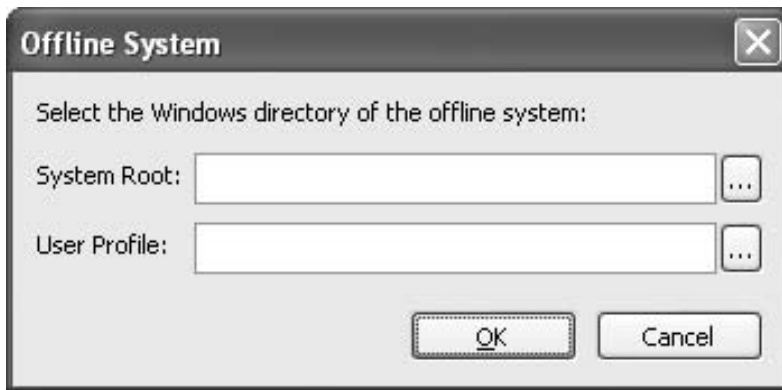 Offline System
Select the Windows directory of the offline system:
System Root:
...
User Profile:
...
OK
Cancel